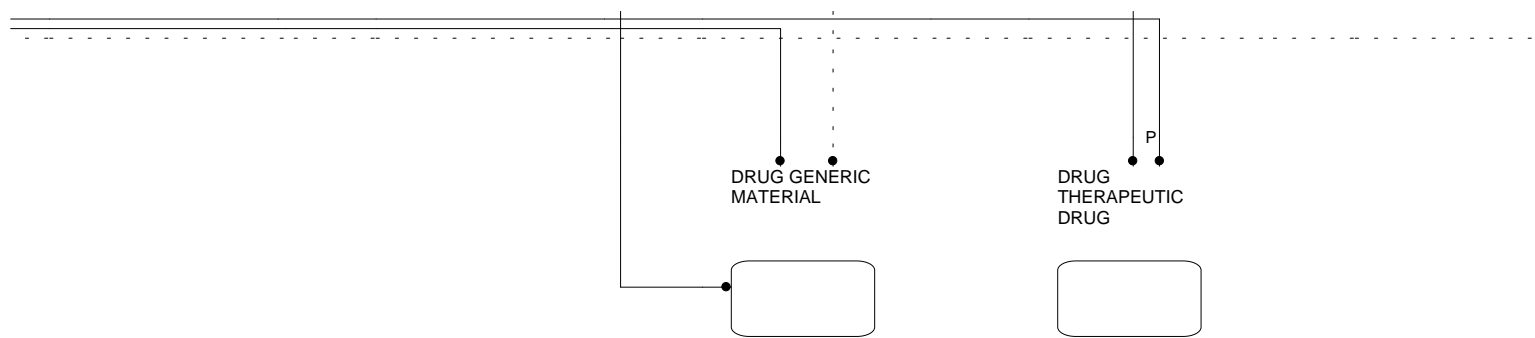 P
DRUG GENERIC
MATERIAL
DRUG
THERAPEUTIC
DRUG